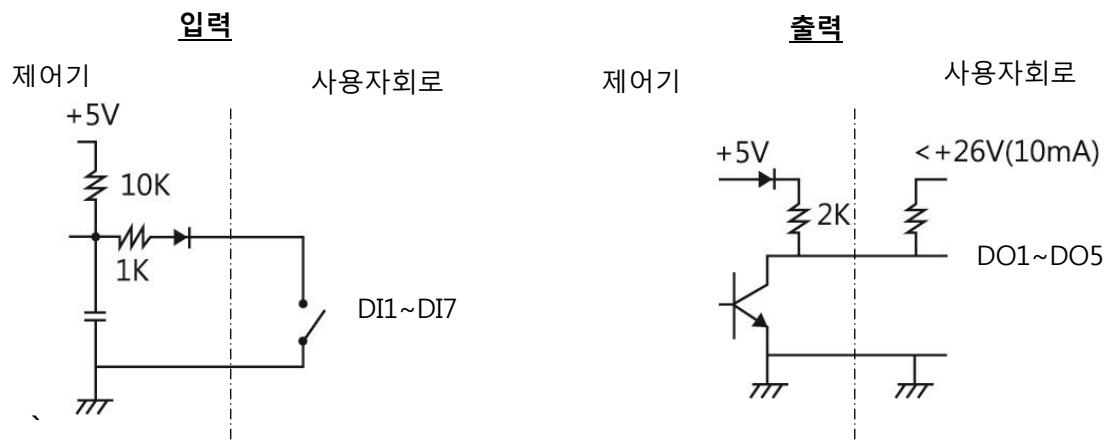 입력
제어기
사용자회로
+5V
10K
1K
DI1~DI7
출력
제어기
사용자회로
+5V
<+26V(10mA)
2K
DO1~DO5